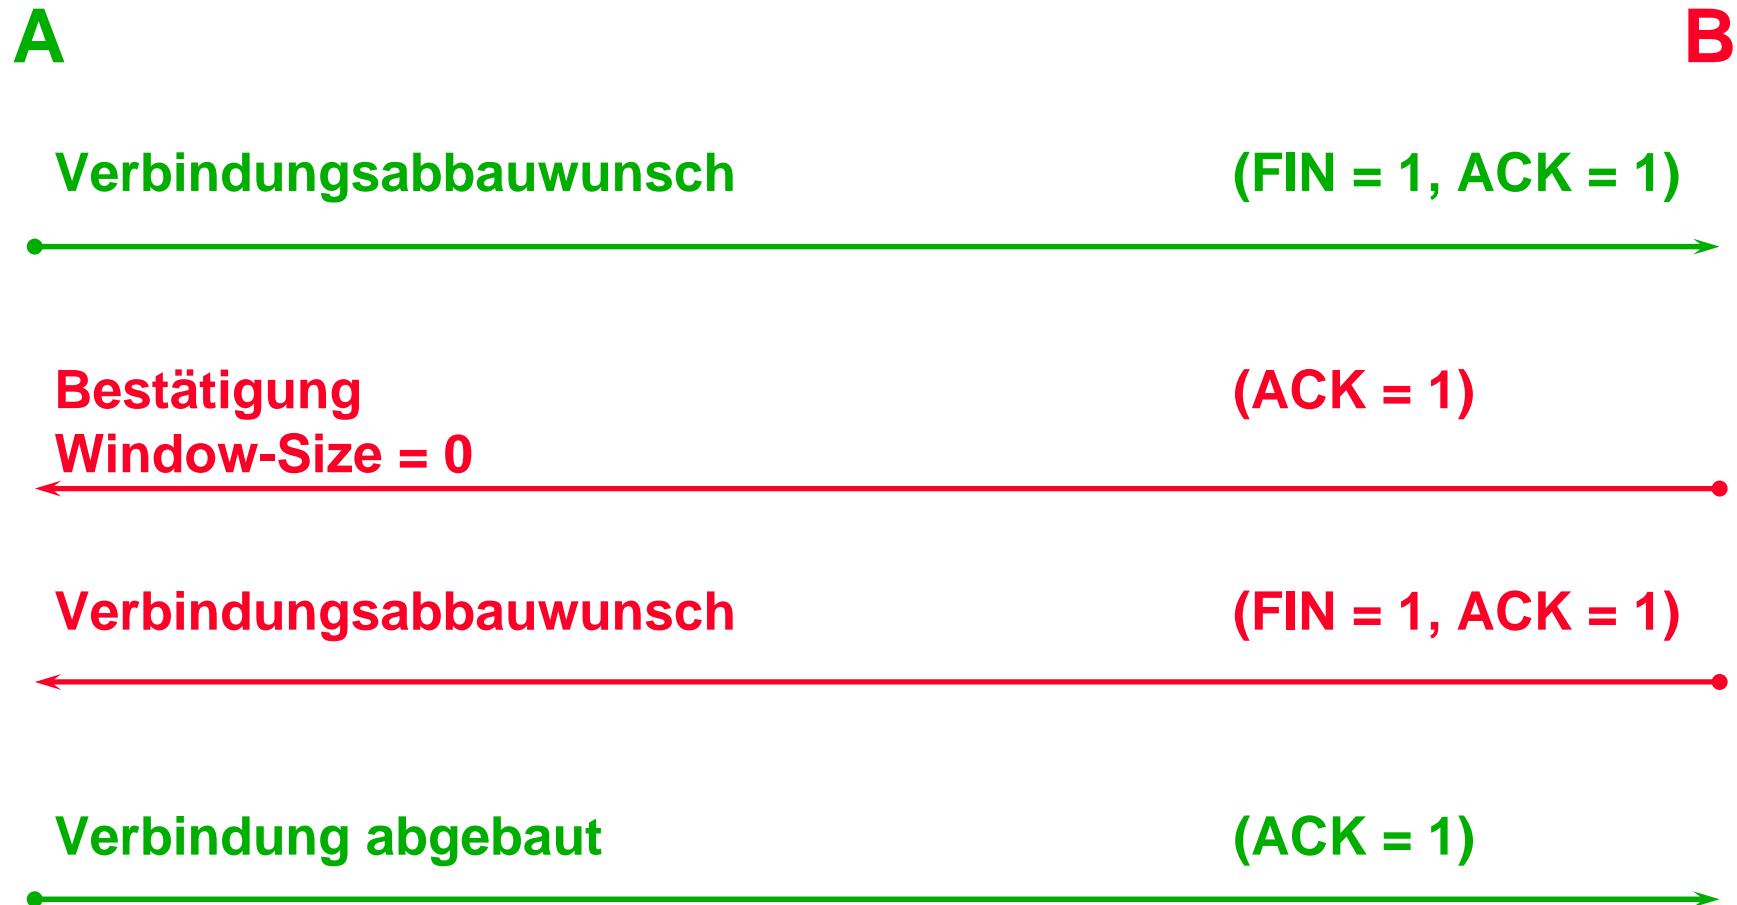 A B
Verbindungsabbauwunsch (FIN = 1, ACK = 1)
Bestätigung (ACK = 1)
Window-Size = 0
Verbindungsabbauwunsch (FIN = 1, ACK = 1)
Verbindung abgebaut (ACK = 1)